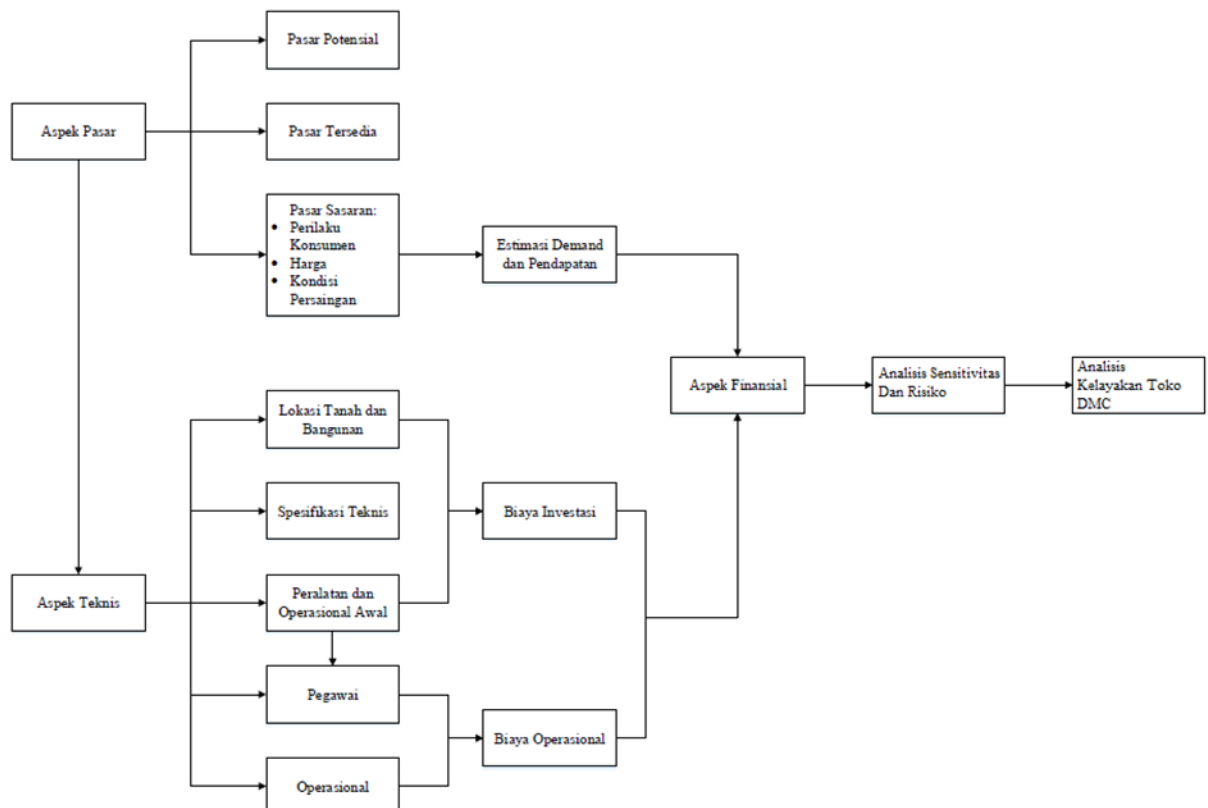 Pasar Potensial
Aspek Pasar
Pasar Tersedia
Pasar Sasaran:
• Perilaku
Konsumen
• Harga
• Kondisi
Persaingan
Estimasi Demand
dan Pendapatan
Aspek Finansial
Analisis Sensitivitas
Dan Risiko
Analisis
Kelayakan Toko
DMC
Lokasi Tanah dan
Bangunan
Spesifikasi Teknis
Biaya Investasi
Aspek Teknis
Peralatan dan
Operasional Awal
Pegawai
Biaya Operasional
Operasional